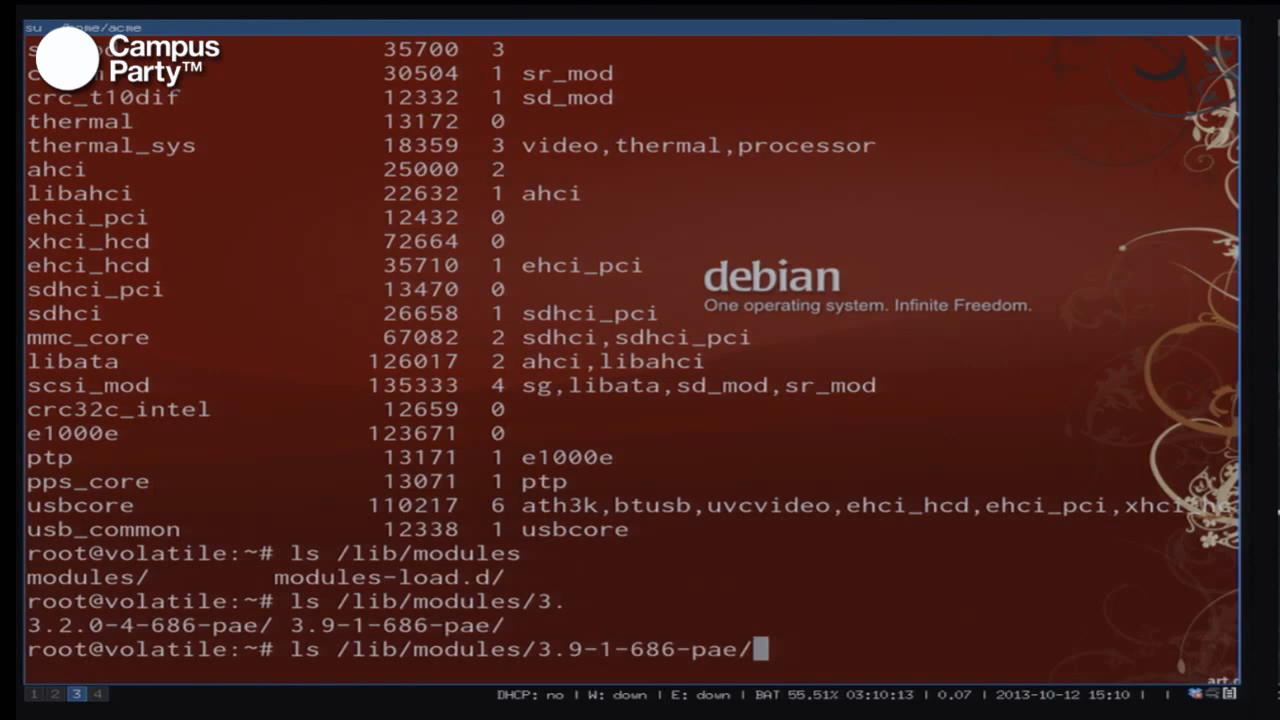 su /home/acme
Campus
Party™
35700 3
30504 1 sr_mod
crc_t10dif 12332 1 sd_mod
thermal 13172 0
thermal_sys 18359 3 video,thermal,processor
ahci 25000 2
libahci 22632 1 ahci
ehci_pci 12432 0
xhci_hcd 72664 0
ehci_hcd 35710 1 ehci_pci
sdhci_pci 13470 0
sdhci 26658 1 sdhci_pci
mmc_core 67082 2 sdhci,sdhci_pci
libata 126017 2 ahci,libahci
scsi_mod 135333 4 sg,libata,sd_mod,sr_mod
crc32c_intel 12659 0
e1000e 123671 0
ptp 13171 1 e1000e
pps_core 13071 1 ptp
usbcore 110217 6 ath3k,btusb,uvcvideo,ehci_hcd,ehci_pci,xhci_hc
usb_common 12338 1 usbcore
debian
One operating system. Infinite Freedom.
root@volatile:~# ls /lib/modules
modules/ modules-load.d/
root@volatile:~# ls /lib/modules/3.
3.2.0-4-686-pae/ 3.9-1-686-pae/
root@volatile:~# ls /lib/modules/3.9-1-686-pae/
1 2 3 4
DHCP: no | W: down | E: down | BAT 55.51% 03:10:13 | 0.07 | 2013-10-12 15:10 | |